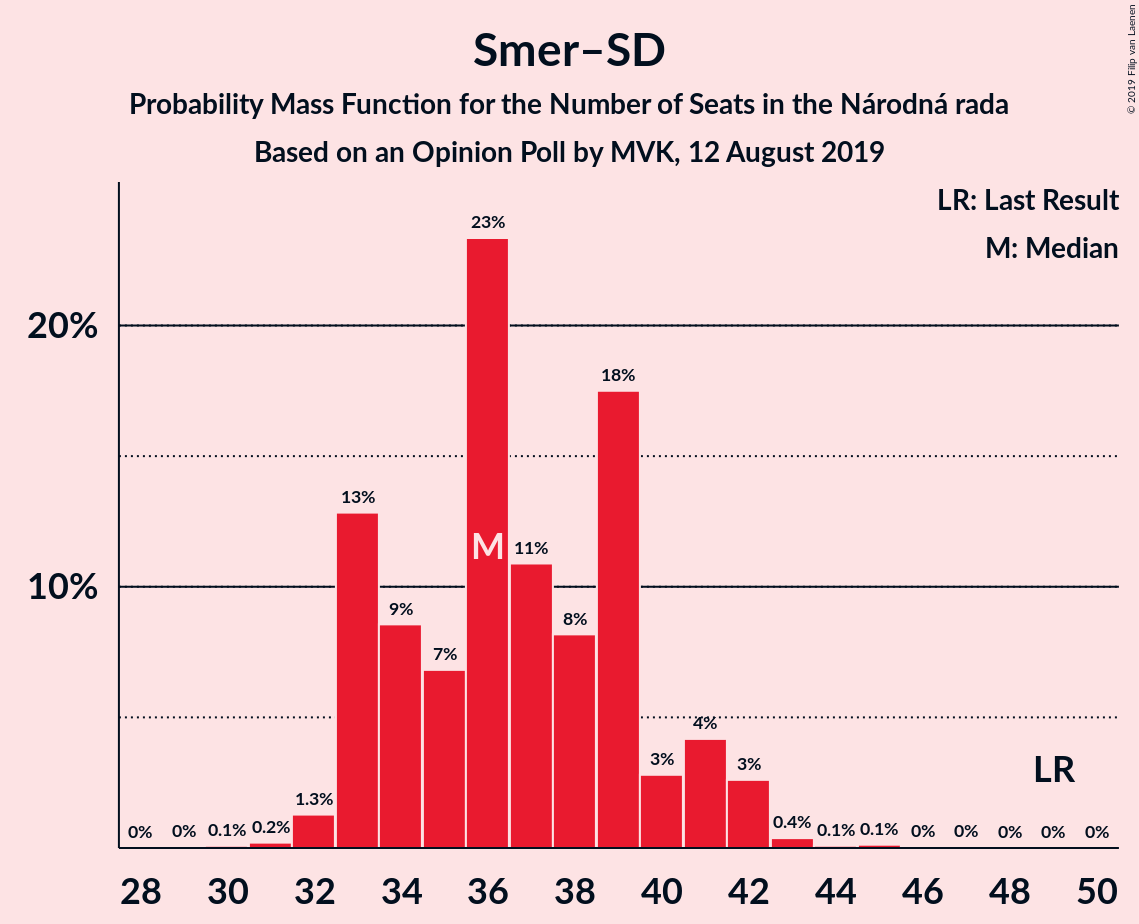 Smer–SD
Probability Mass Function for the Number of Seats in the Národná rada
Based on an Opinion Poll by MVK, 12 August 2019
© 2019 Filip van Laenen
LR: Last Result
M: Median
23%
20%
18%
13%
M
11%
10%
9%
8%
7%
4%
3%
3%
LR
1.3%
0.4%
0% 0% 0.1% 0.2% 0.1% 0.1% 0% 0% 0% 0% 0%
28 30 32 34 36 38 40 42 44 46 48 50